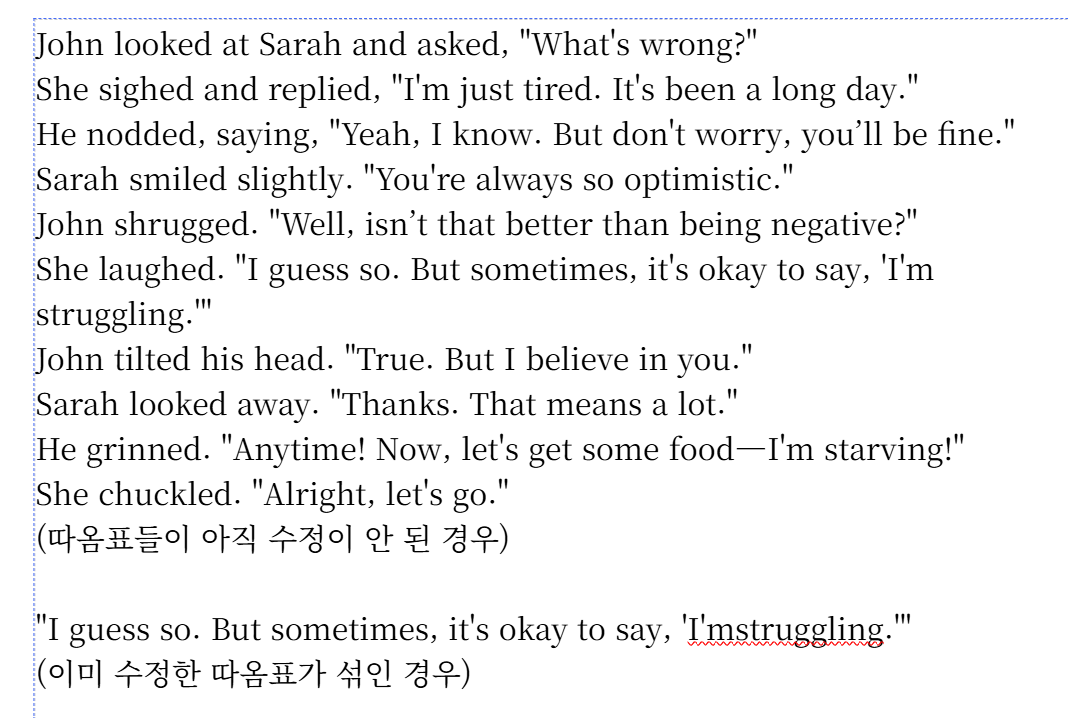 John looked at Sarah and asked, "What's wrong?"
She sighed and replied, "I'm just tired. It's been a long day."
He nodded, saying, "Yeah, I know. But don't worry, you’ll be fine."
Sarah smiled slightly. "You're always so optimistic."
John shrugged. "Well, isn’t that better than being negative?"
She laughed. "I guess so. But sometimes, it's okay to say, 'I'm
struggling.'"
John tilted his head. "True. But I believe in you."
Sarah looked away. "Thanks. That means a lot."
He grinned. "Anytime! Now, let's get some food—I'm starving!"
She chuckled. "Alright, let's go."
(따옴표들이 아직 수정이 안 된 경우)
"I guess so. But sometimes, it's okay to say, 'I'mstruggling.'"
(이미 수정한 따옴표가 섞인 경우)